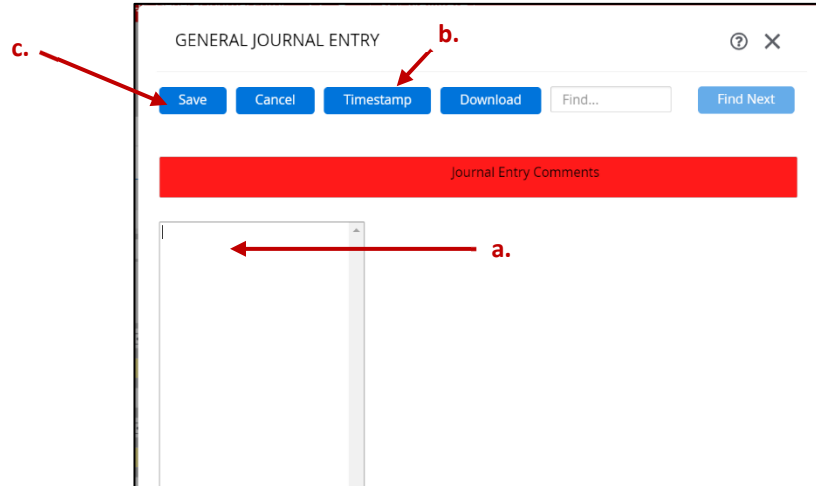 GENERAL JOURNAL ENTRY
b.
c.
Save Cancel Timestamp Download Find... Find Next
Journal Entry Comments
a.